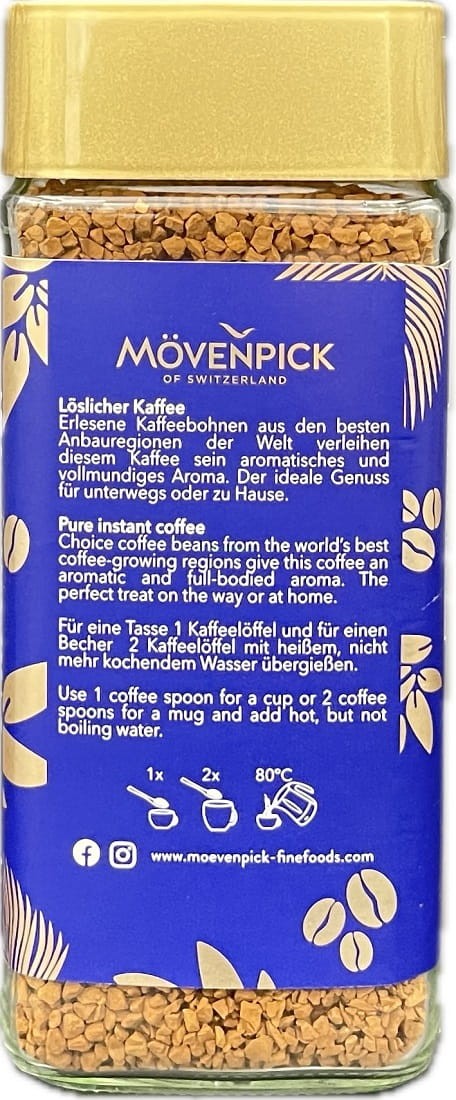 MÖVENPICK
OF SWITZERLAND
Löslicher Kaffee
Erlesene Kaffeebohnen aus den besten
Anbauregionen der Welt verleihen
diesem Kaffee sein aromatisches und
vollmundiges Aroma. Der ideale Genuss
für unterwegs oder zu Hause.
Pure instant coffee
Choice coffee beans from the world's best
coffee-growing regions give this coffee an
aromatic and full-bodied aroma. The
perfect treat on the way or at home.
Für eine Tasse 1 Kaffeelöffel und für einen
Becher 2 Kaffeelöffel mit heißem, nicht
mehr kochendem Wasser übergießen.
Use 1 coffee spoon for a cup or 2 coffee
spoons for a mug and add hot, but not
boiling water.
1x 2x 80°C
www.moevenpick-finefoods.com